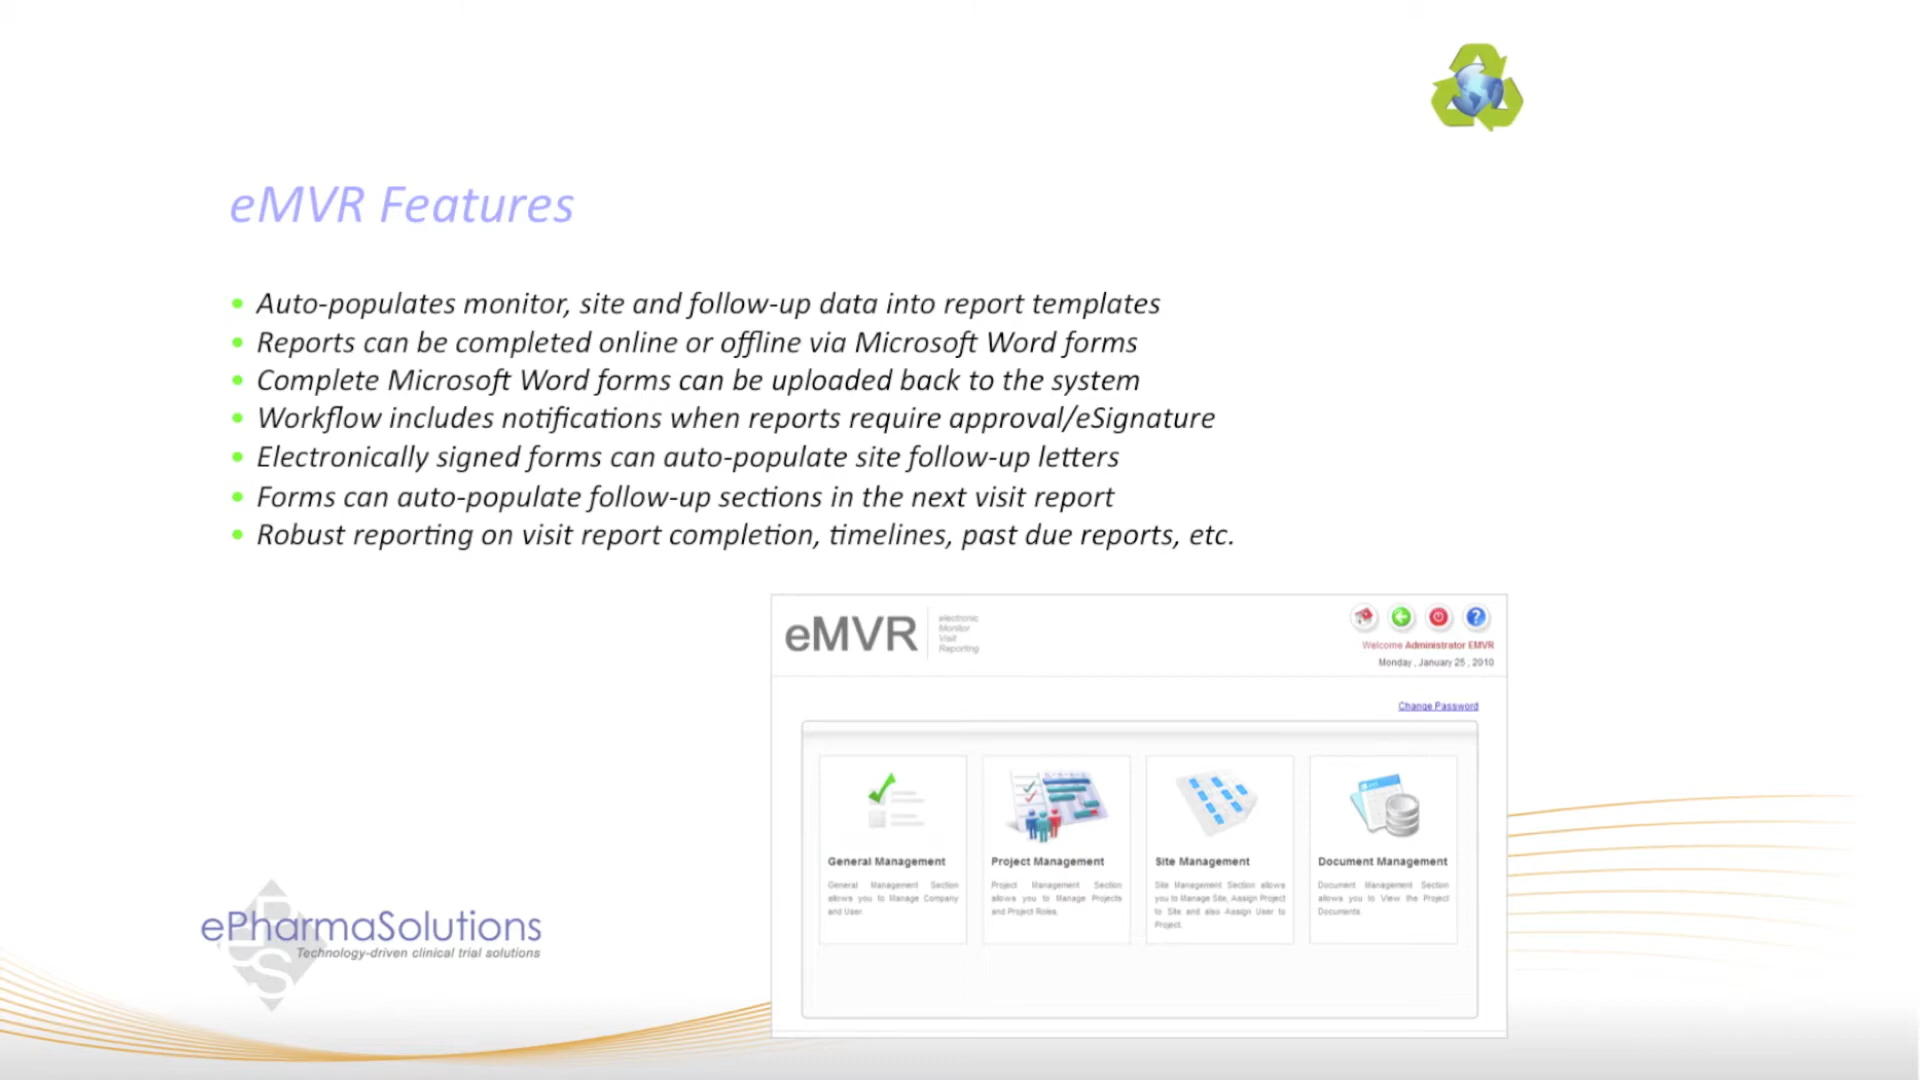 eMVR Features
• Auto-populates monitor, site and follow-up data into report templates
• Reports can be completed online or offline via Microsoft Word forms
• Complete Microsoft Word forms can be uploaded back to the system
• Workflow includes notifications when reports require approval/eSignature
• Electronically signed forms can auto-populate site follow-up letters
• Forms can auto-populate follow-up sections in the next visit report
• Robust reporting on visit report completion, timelines, past due reports, etc.
eMVR
electronic
Monitor
Visit
Reporting
Welcome Administrator EMVR
Monday , January 25 , 2010
Change Password
General Management
General Management Section
allows you to Manage Company
and User.
Project Management
Project Management Section
allows you to Manage Projects
and Project Roles.
Site Management
Site Management Section allows
you to Manage Site, Assign Project
to Site and also Assign User to
Project.
Document Management
Document Management Section
allows you to View the Project
Documents.
ePharmaSolutions
Technology-driven clinical trial solutions